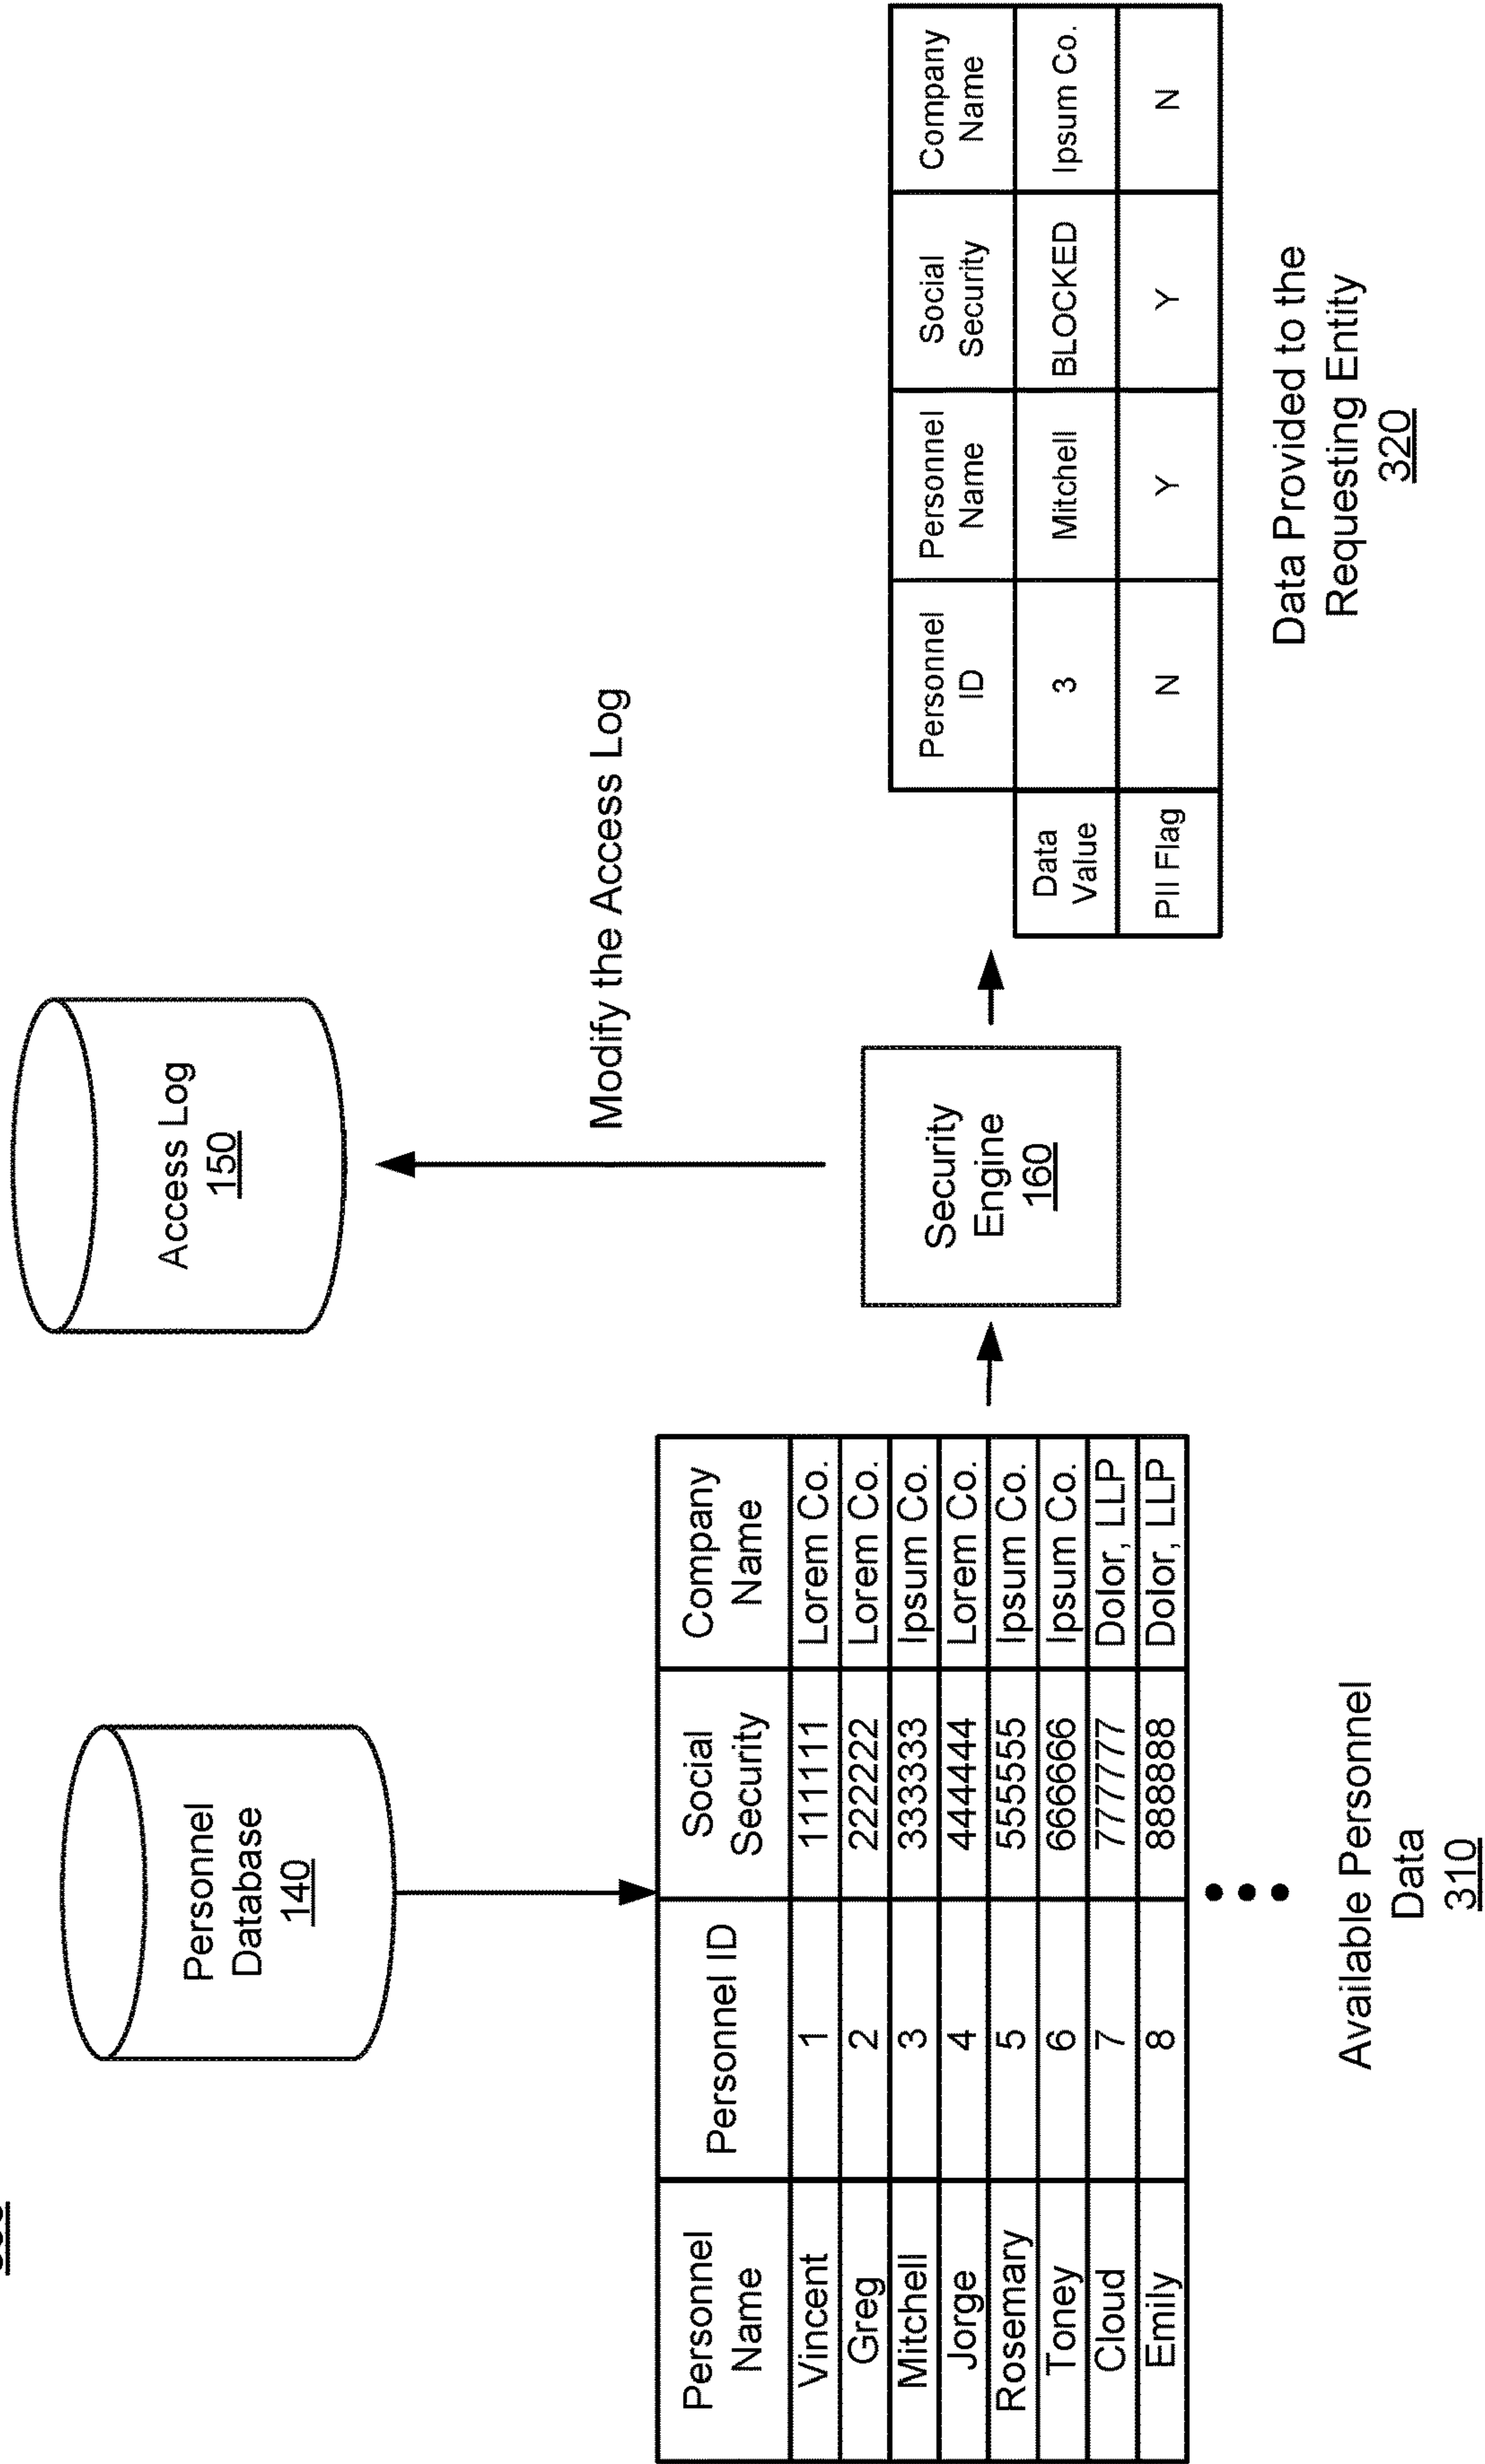 Personnel
Database
140
Access Log
150
Modify the Access Log
Personnel Name | Personnel ID | Social Security | Company Name
Vincent 1 111111 Lorem Co.
Greg 2 222222 Lorem Co.
Mitchell 3 333333 Ipsum Co.
Jorge 4 444444 Lorem Co.
Rosemary 5 555555 Ipsum Co.
Toney 6 666666 Ipsum Co.
Cloud 7 777777 Dolor, LLP
Emily 8 888888 Dolor, LLP
Available Personnel
Data
310
Security
Engine
160
Personnel ID | Personnel Name | Social Security | Company Name
Data Value 3 Mitchell BLOCKED Ipsum Co.
PII Flag N Y Y N
Data Provided to the
Requesting Entity
320